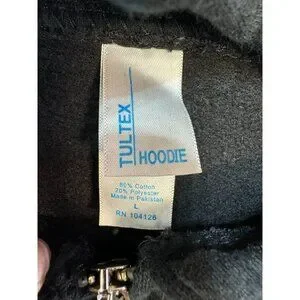 TULTEX
HOODIE
80% Cotton
20% Polyester
Made in Pakistan
L
RN 104126